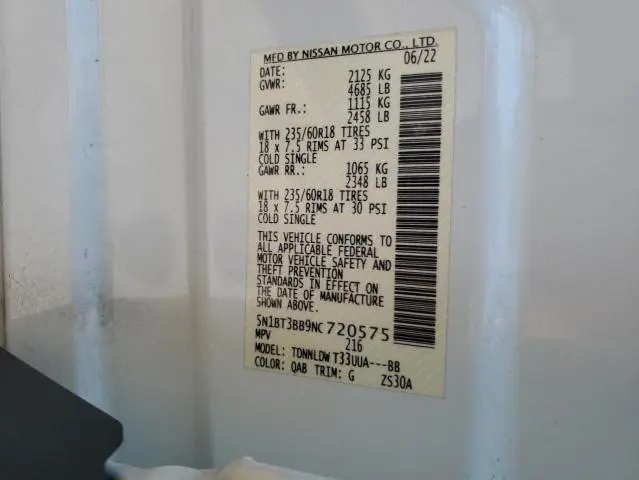 MFD BY NISSAN MOTOR CO., LTD.
DATE: 06/22
GVWR: 2125 KG
4685 LB
GAWR FR.: 1115 KG
2458 LB
WITH 235/60R18 TIRES
18 x 7.5 RIMS AT 33 PSI
COLD SINGLE
GAWR RR.: 1065 KG
2348 LB
WITH 235/60R18 TIRES
18 x 7.5 RIMS AT 30 PSI
COLD SINGLE
THIS VEHICLE CONFORMS TO
ALL APPLICABLE FEDERAL
MOTOR VEHICLE SAFETY AND
THEFT PREVENTION
STANDARDS IN EFFECT ON
THE DATE OF MANUFACTURE
SHOWN ABOVE.
5N1BT3BB9NC720575
MPV 216
MODEL: TDNNLDW T33UUA---BB
COLOR: QAB TRIM: G ZS30A